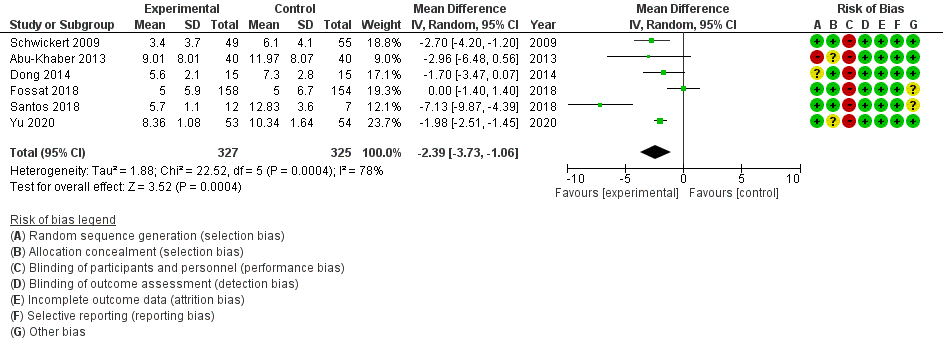 Experimental Control Mean Difference Mean Difference Risk of Bias
Study or Subgroup Mean SD Total Mean SD Total Weight IV, Random, 95% CI Year IV, Random, 95% CI A B C D E F G
Schwickert 2009 3.4 3.7 49 6.1 4.1 55 18.8% -2.70 [-4.20, -1.20] 2009 + + - + + + +
Abu-Khaber 2013 9.01 8.01 40 11.97 8.07 40 11.0% -2.96 [-6.48, 0.56] 2013 - ? - + + + +
Dong 2014 5.6 2.1 15 7.3 2.8 15 17.5% -1.70 [-3.47, 0.07] 2014 ? + - + + + +
Fossat 2018 5 5.9 158 5 6.7 154 19.3% 0.00 [-1.40, 1.40] 2018 + + - + + + ?
Santos 2018 5.7 1.1 12 12.83 3.6 7 13.7% -7.13 [-9.87, -4.39] 2018 + + - + + + ?
Yu 2020 8.36 1.08 53 10.34 1.64 54 23.7% -1.98 [-2.51, -1.45] 2020 + ? - + + + +
Total (95% CI) 327 325 100.0% -2.39 [-3.73, -1.06]
Heterogeneity: Tau² = 1.88; Chi² = 22.52, df = 5 (P = 0.0004); I² = 78%
Test for overall effect: Z = 3.52 (P = 0.0004)
-10 -5 0 5 10
Favours [experimental] Favours [control]
Risk of bias legend
(A) Random sequence generation (selection bias)
(B) Allocation concealment (selection bias)
(C) Blinding of participants and personnel (performance bias)
(D) Blinding of outcome assessment (detection bias)
(E) Incomplete outcome data (attrition bias)
(F) Selective reporting (reporting bias)
(G) Other bias